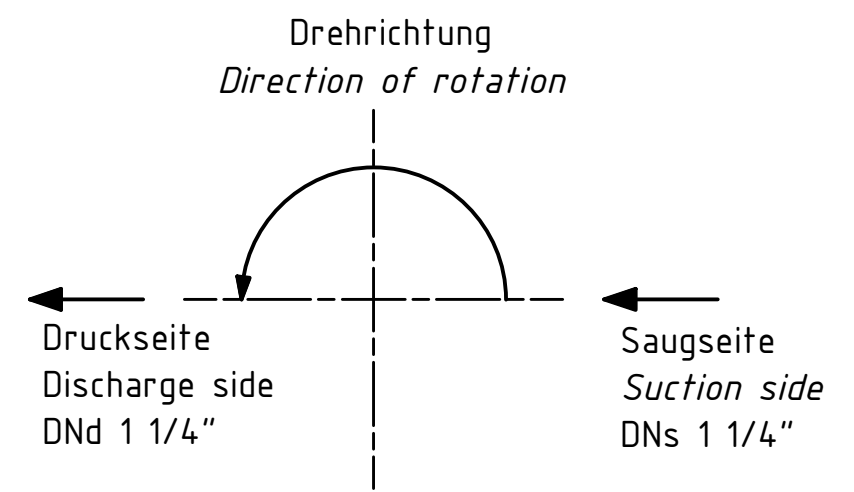 Drehrichtung
Direction of rotation
Druckseite
Discharge side
DNd 1 1/4"
Saugseite
Suction side
DNs 1 1/4"